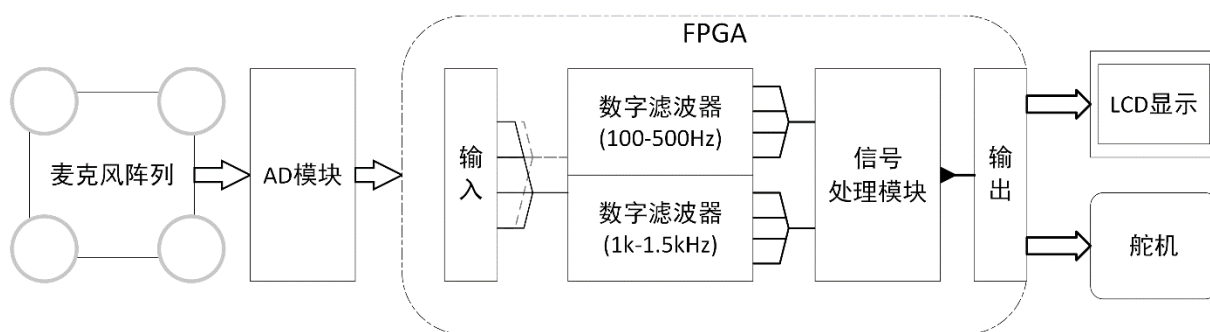 FPGA
麦克风阵列
AD模块
输
入
数字滤波器
(100-500Hz)
数字滤波器
(1k-1.5kHz)
信号
处理模块
输
出
LCD显示
舵机